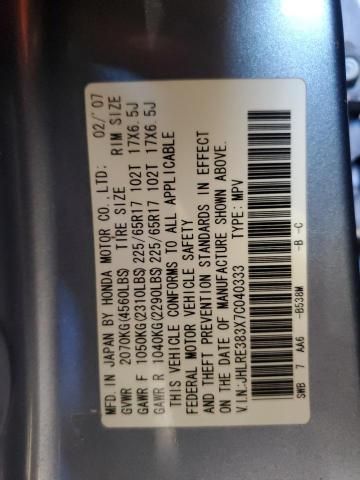 MFD. IN JAPAN BY HONDA MOTOR CO., LTD: 02/'07
GVWR 2070KG(4560LBS) TIRE SIZE RIM SIZE
GAWR F 1050KG(2310LBS) 225/65R17 102T 17X6.5J
GAWR R 1040KG(2290LBS) 225/65R17 102T 17X6.5J
THIS VEHICLE CONFORMS TO ALL APPLICABLE
FEDERAL MOTOR VEHICLE SAFETY
AND THEFT PREVENTION STANDARDS IN EFFECT
ON THE DATE OF MANUFACTURE SHOWN ABOVE.
V.I.N.:JHLRE383X7C040333 TYPE: MPV
SWB 7 AA6 -B538M -B -C